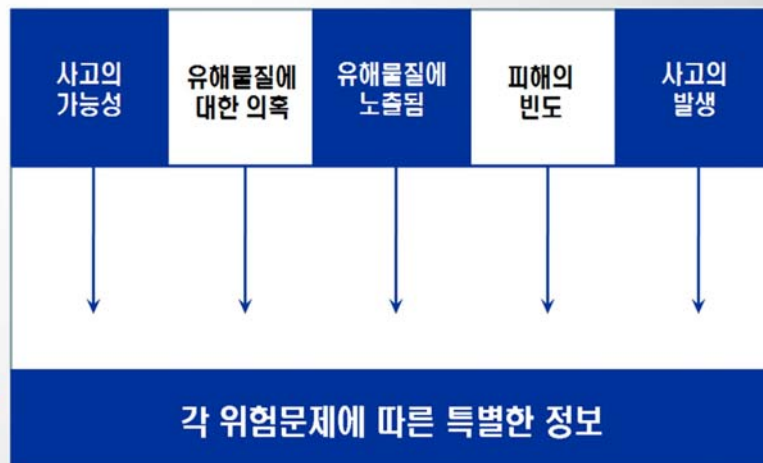 사고의
가능성
유해물질에
대한 의혹
유해물질에
노출됨
피해의
빈도
사고의
발생
각 위험문제에 따른 특별한 정보